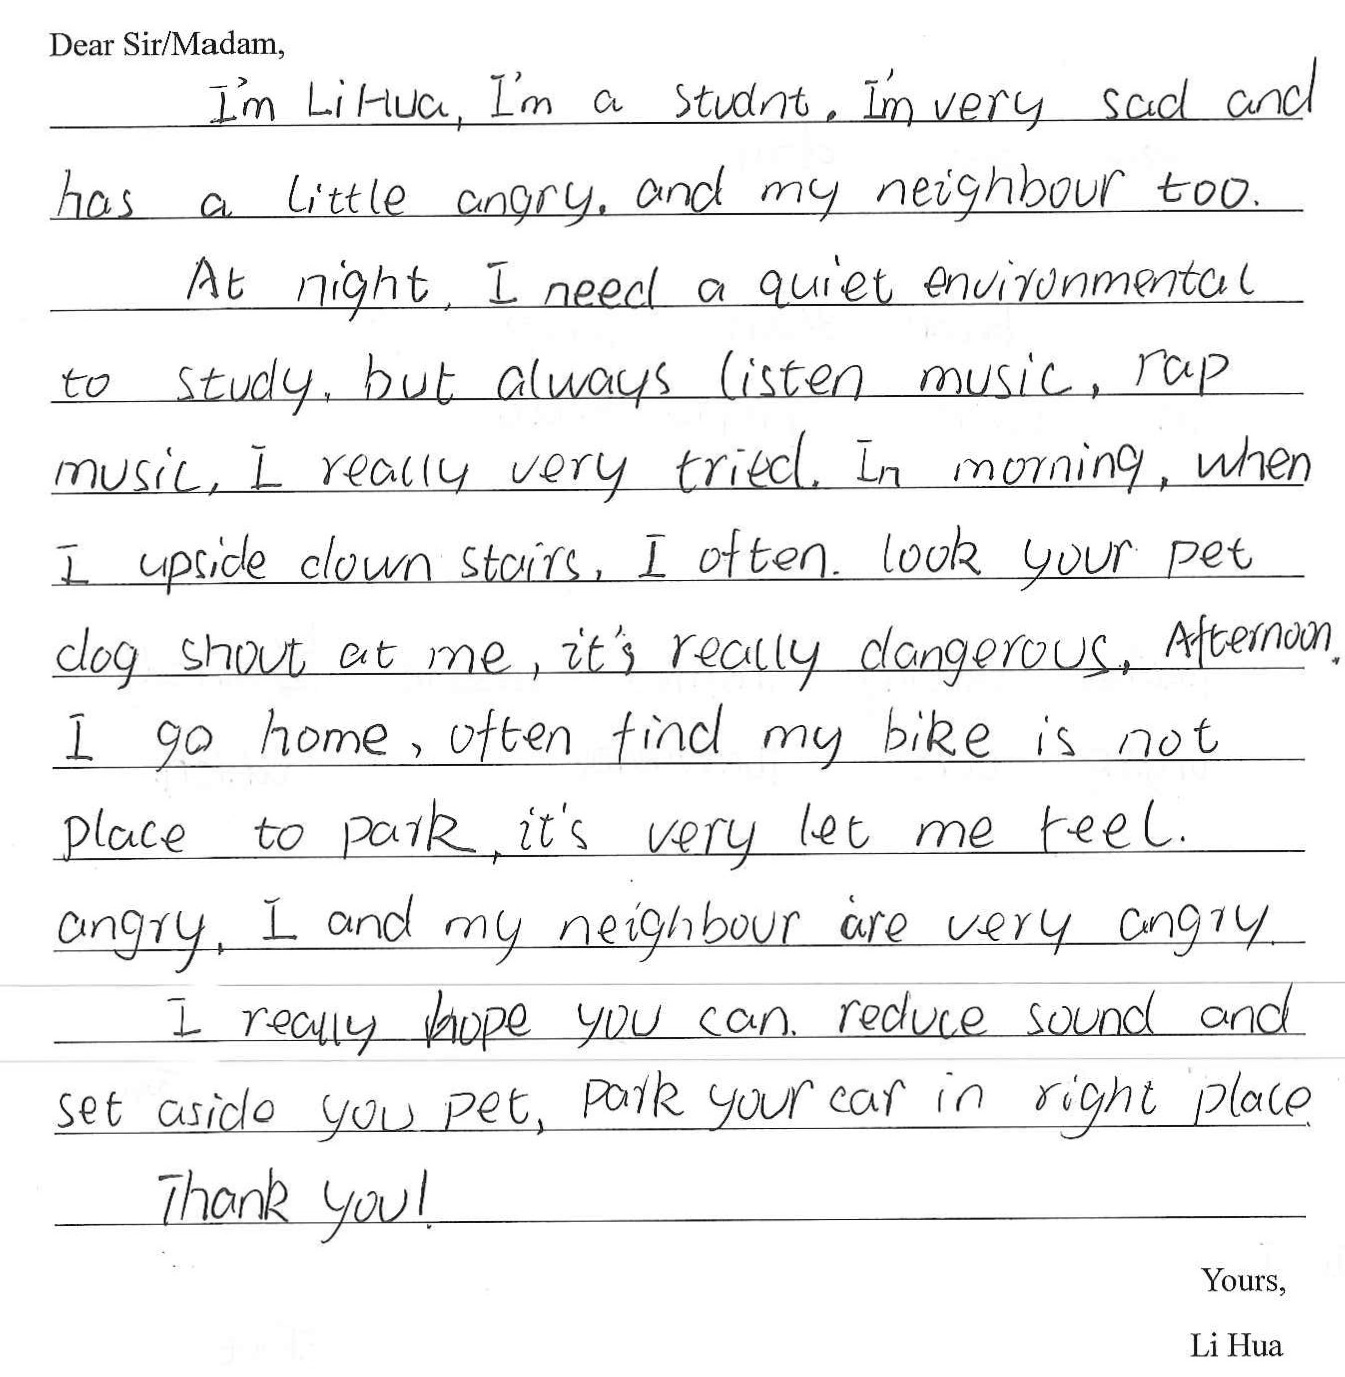 Dear Sir/Madam,
I'm Li Hua, I'm a studnt. I'm very sad and
has a little angry. and my neighbour too.
At night, I need a quiet environmental
to study, but always listen music, rap
music, I really very tried. In morning, when
I upside down stairs, I often. look your pet
dog shout at me, it's really dangerous. Afternoon,
I go home, often find my bike is not
place to park, it's very let me feel.
angry, I and my neighbour are very angry.
I really hope you can. reduce sound and
set aside you pet, park your car in right place.
Thank you!
Yours,
Li Hua